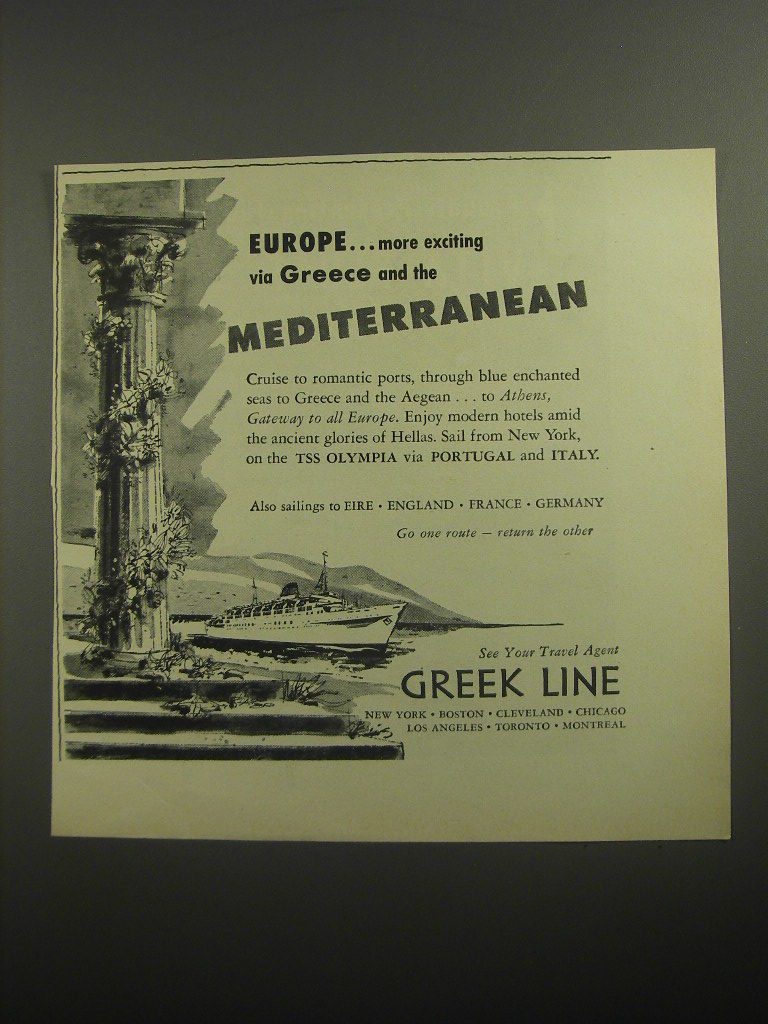 EUROPE...more exciting
via Greece and the
MEDITERRANEAN
Cruise to romantic ports, through blue enchanted
seas to Greece and the Aegean . . . to Athens,
Gateway to all Europe. Enjoy modern hotels amid
the ancient glories of Hellas. Sail from New York,
on the TSS OLYMPIA via PORTUGAL and ITALY.
Also sailings to EIRE • ENGLAND • FRANCE • GERMANY
Go one route — return the other
See Your Travel Agent
GREEK LINE
NEW YORK • BOSTON • CLEVELAND • CHICAGO
LOS ANGELES • TORONTO • MONTREAL